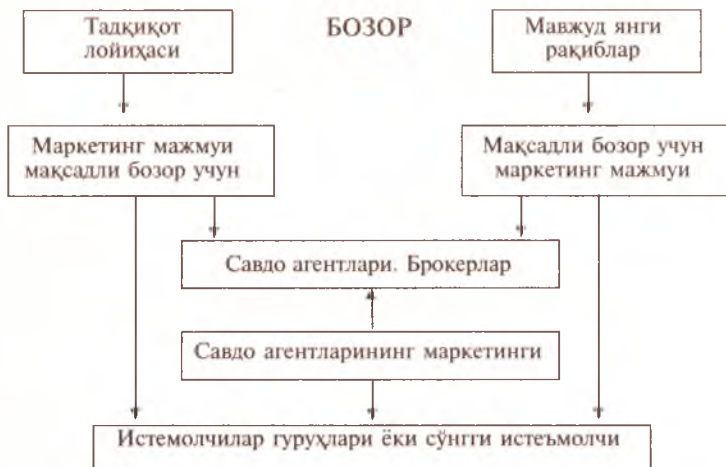 Тадқиқот
лойиҳаси
БОЗОР
Мавжуд янги
рақиблар
Маркетинг мажмуи
мақсадли бозор учун
Мақсадли бозор учун
маркетинг мажмуи
Савдо агентлари. Брокерлар
Савдо агентларининг маркетинги
Истемолчилар гуруҳлари ёки сўнгги истеъмолчи